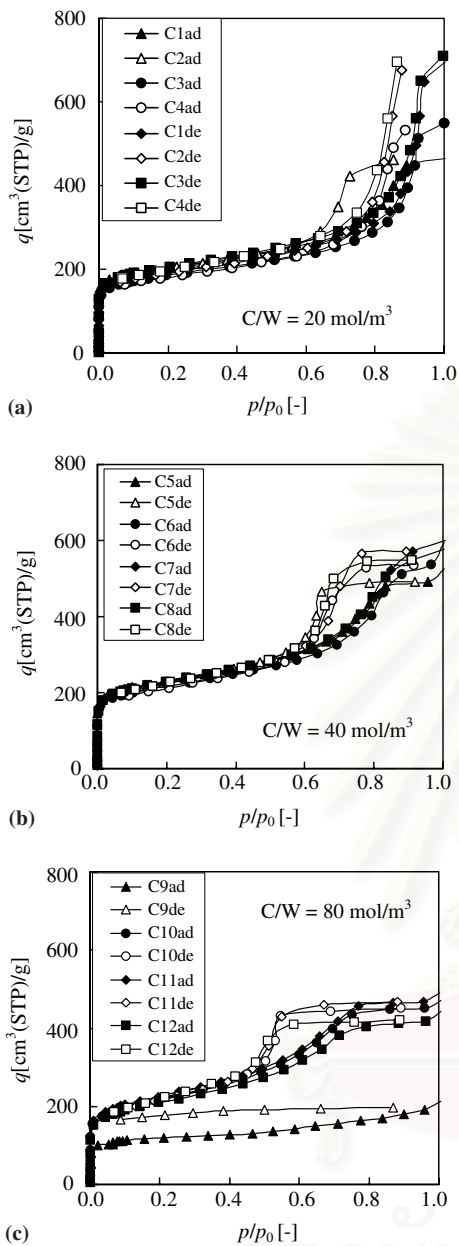 800
600
400
200
0
q[cm³(STP)/g]
C1ad
C2ad
C3ad
C4ad
C1de
C2de
C3de
C4de
C/W = 20 mol/m³
0.0 0.2 0.4 0.6 0.8 1.0
(a)
p/p₀ [-]
800
600
400
200
0
q[cm³(STP)/g]
C5ad
C5de
C6ad
C6de
C7ad
C7de
C8ad
C8de
C/W = 40 mol/m³
0.0 0.2 0.4 0.6 0.8 1.0
(b)
p/p₀ [-]
800
600
400
200
0
q[cm³(STP)/g]
C9ad
C9de
C10ad
C10de
C11ad
C11de
C12ad
C12de
C/W = 80 mol/m³
0.0 0.2 0.4 0.6 0.8 1.0
(c)
p/p₀ [-]